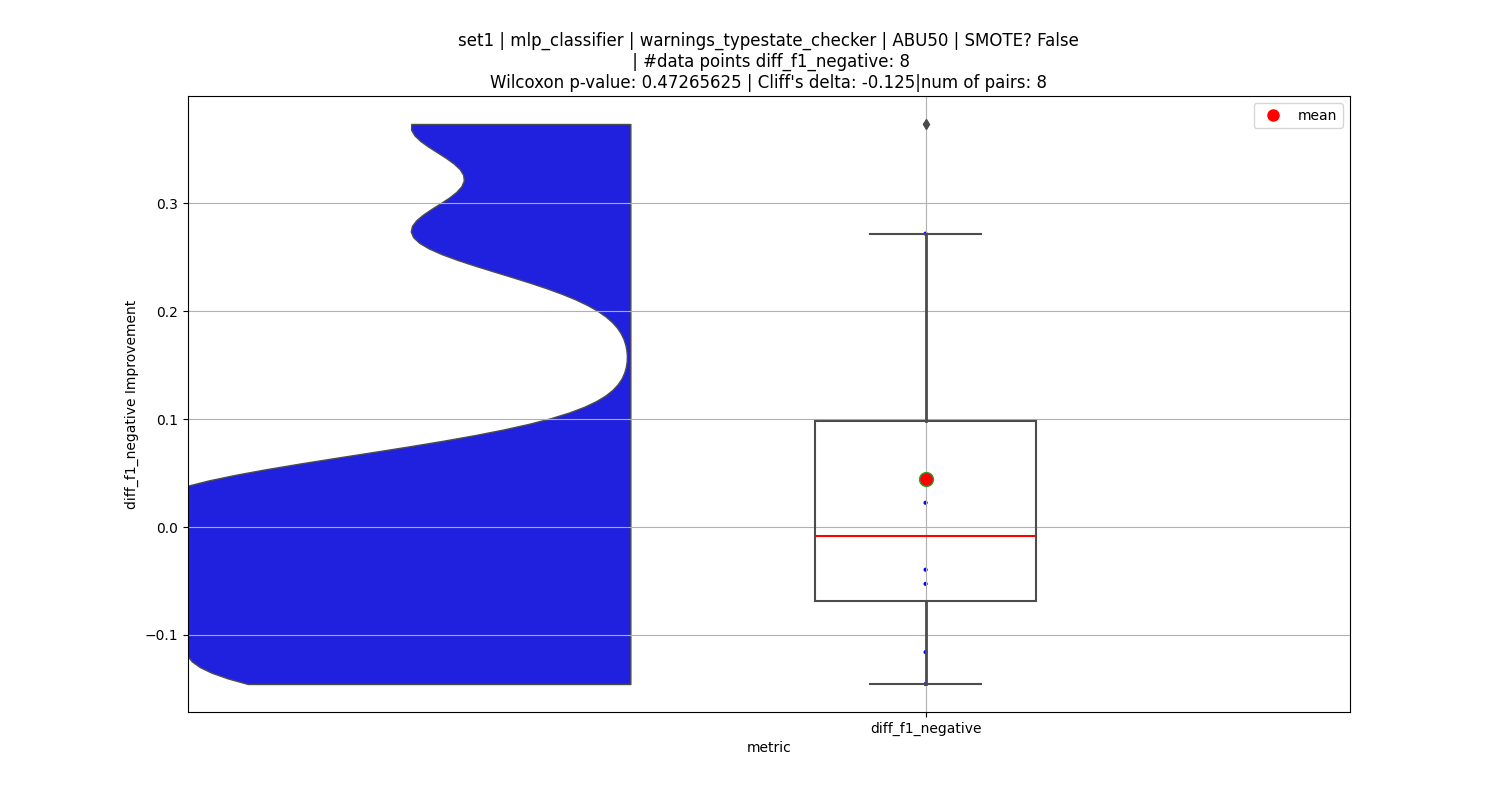 set1 | mlp_classifier | warnings_typestate_checker | ABU50 | SMOTE? False
| #data points diff_f1_negative: 8
Wilcoxon p-value: 0.47265625 | Cliff's delta: -0.125|num of pairs: 8
mean
0.3
0.2
0.1
0.0
−0.1
diff_f1_negative Improvement
diff_f1_negative
metric